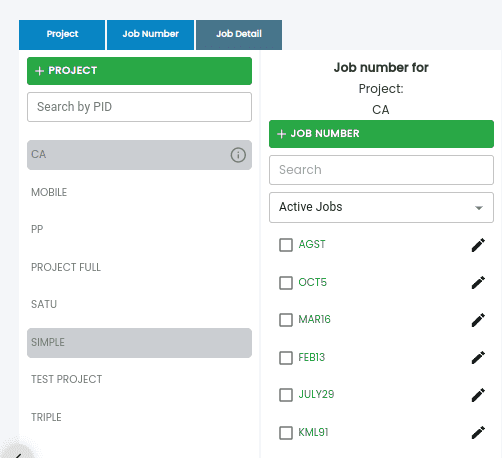 Project
Job Number
Job Detail
+ PROJECT
Search by PID
CA
MOBILE
PP
PROJECT FULL
SATU
SIMPLE
TEST PROJECT
TRIPLE
Job number for
Project:
CA
+ JOB NUMBER
Search
Active Jobs
AGST
OCT5
MAR16
FEB13
JULY29
KML91